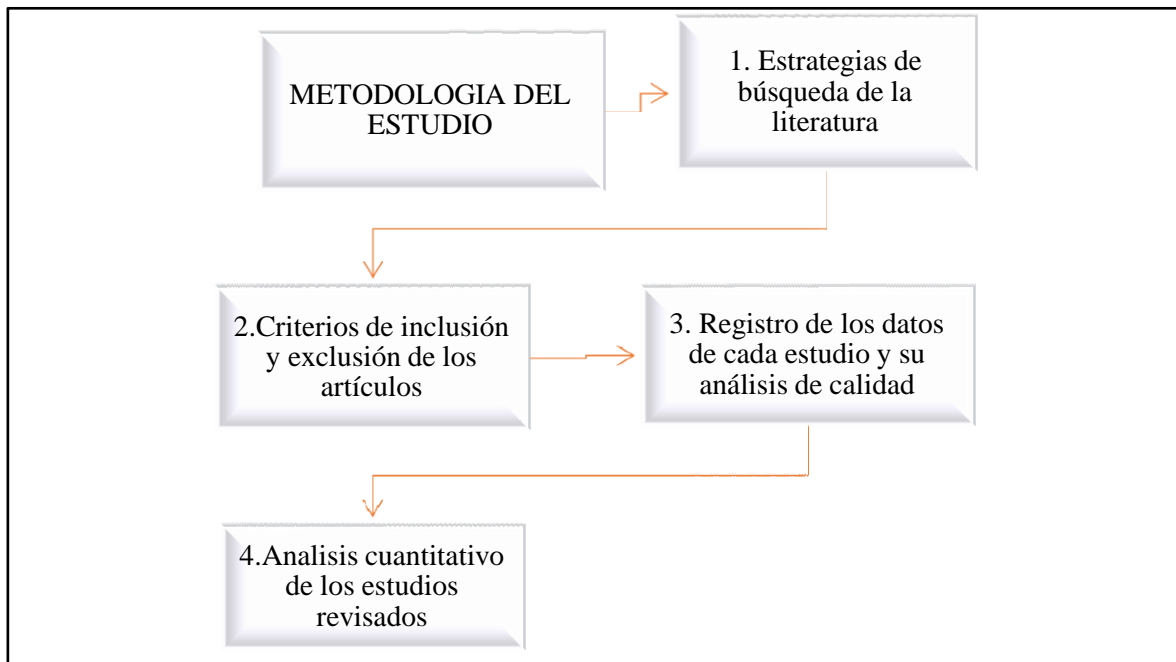 METODOLOGIA DEL
ESTUDIO
1. Estrategias de
búsqueda de la
literatura
2.Criterios de inclusión
y exclusión de los
artículos
3. Registro de los datos
de cada estudio y su
análisis de calidad
4.Analisis cuantitativo
de los estudios
revisados